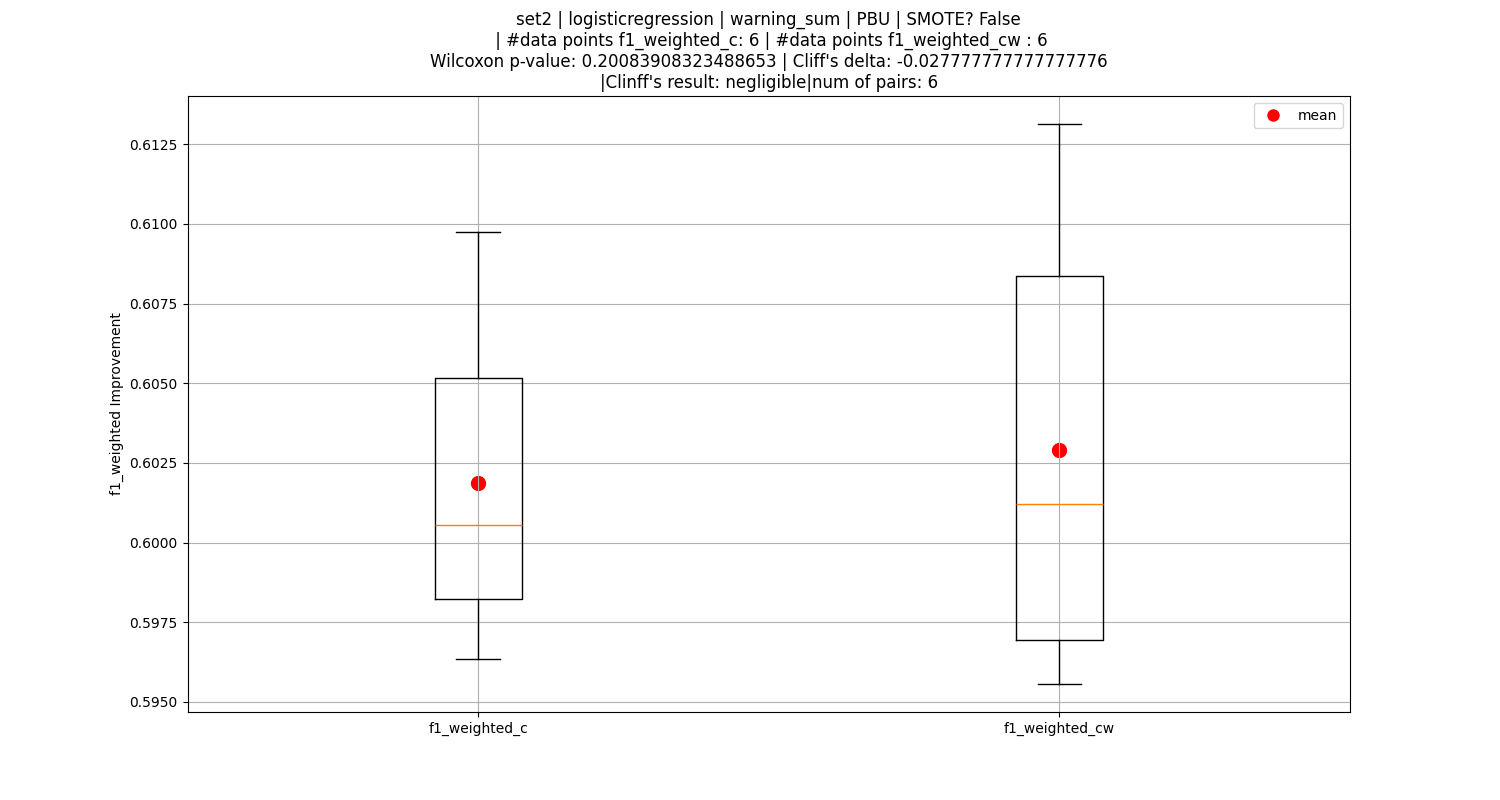 set2 | logisticregression | warning_sum | PBU | SMOTE? False
| #data points f1_weighted_c: 6 | #data points f1_weighted_cw : 6
Wilcoxon p-value: 0.20083908323488653 | Cliff's delta: -0.027777777777777776
|Clinff's result: negligible|num of pairs: 6
mean
0.6125
0.6100
0.6075
0.6050
0.6025
0.6000
0.5975
0.5950
f1_weighted Improvement
f1_weighted_c
f1_weighted_cw